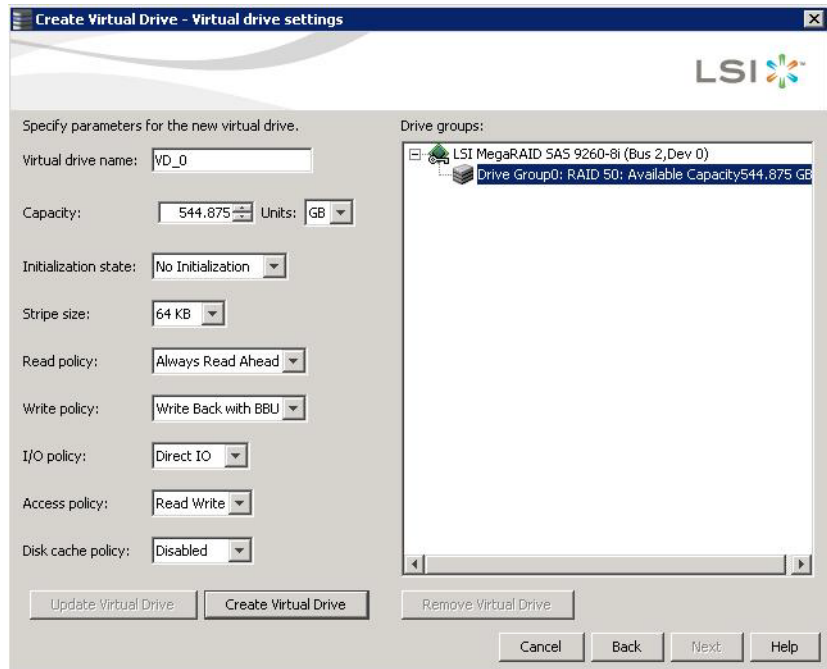 Create Virtual Drive - Virtual drive settings
LSI
Specify parameters for the new virtual drive.
Virtual drive name: VD_0
Capacity: 544.875 Units: GB
Initialization state: No Initialization
Stripe size: 64 KB
Read policy: Always Read Ahead
Write policy: Write Back with BBU
I/O policy: Direct IO
Access policy: Read Write
Disk cache policy: Disabled
Update Virtual Drive Create Virtual Drive
Drive groups:
LSI MegaRAID SAS 9260-8i (Bus 2,Dev 0)
Drive Group0: RAID 50: Available Capacity544.875 GB
Remove Virtual Drive
Cancel Back Next Help